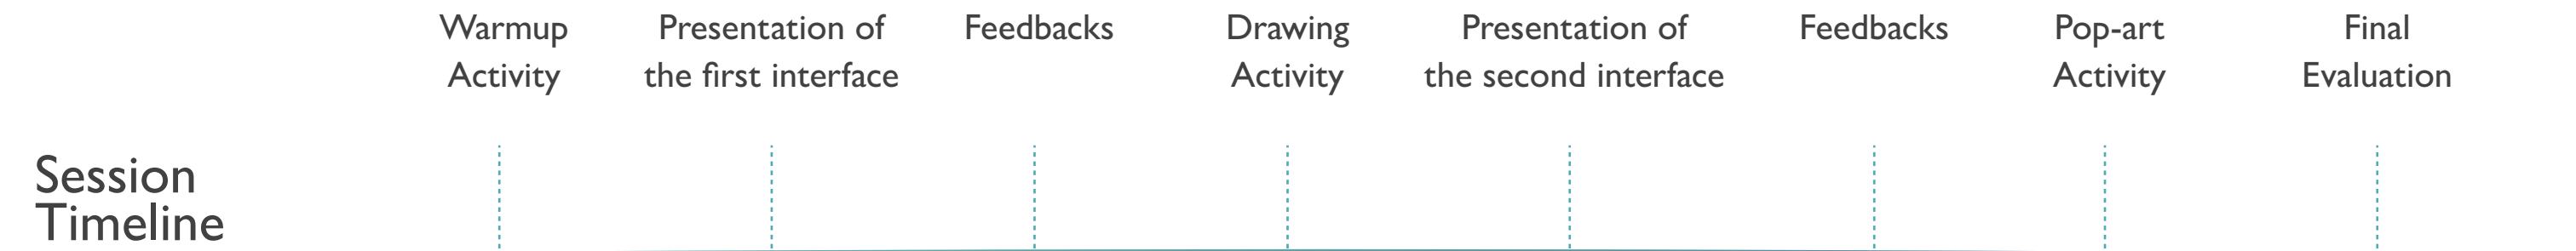 Warmup
Activity
Presentation of
the first interface
Feedbacks
Drawing
Activity
Presentation of
the second interface
Feedbacks
Pop-art
Activity
Final
Evaluation
Session
Timeline